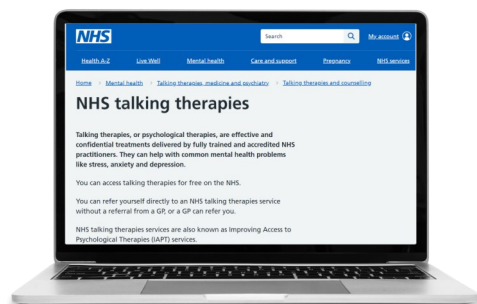 NHS
Search
My account
Health A-Z Live Well Mental health Care and support Pregnancy NHS services
Home > Mental health > Talking therapies, medicine and psychiatry > Talking therapies and counselling
NHS talking therapies
Talking therapies, or psychological therapies, are effective and
confidential treatments delivered by fully trained and accredited NHS
practitioners. They can help with common mental health problems
like stress, anxiety and depression.
You can access talking therapies for free on the NHS.
You can refer yourself directly to an NHS talking therapies service
without a referral from a GP, or a GP can refer you.
NHS talking therapies services are also known as Improving Access to
Psychological Therapies (IAPT) services.